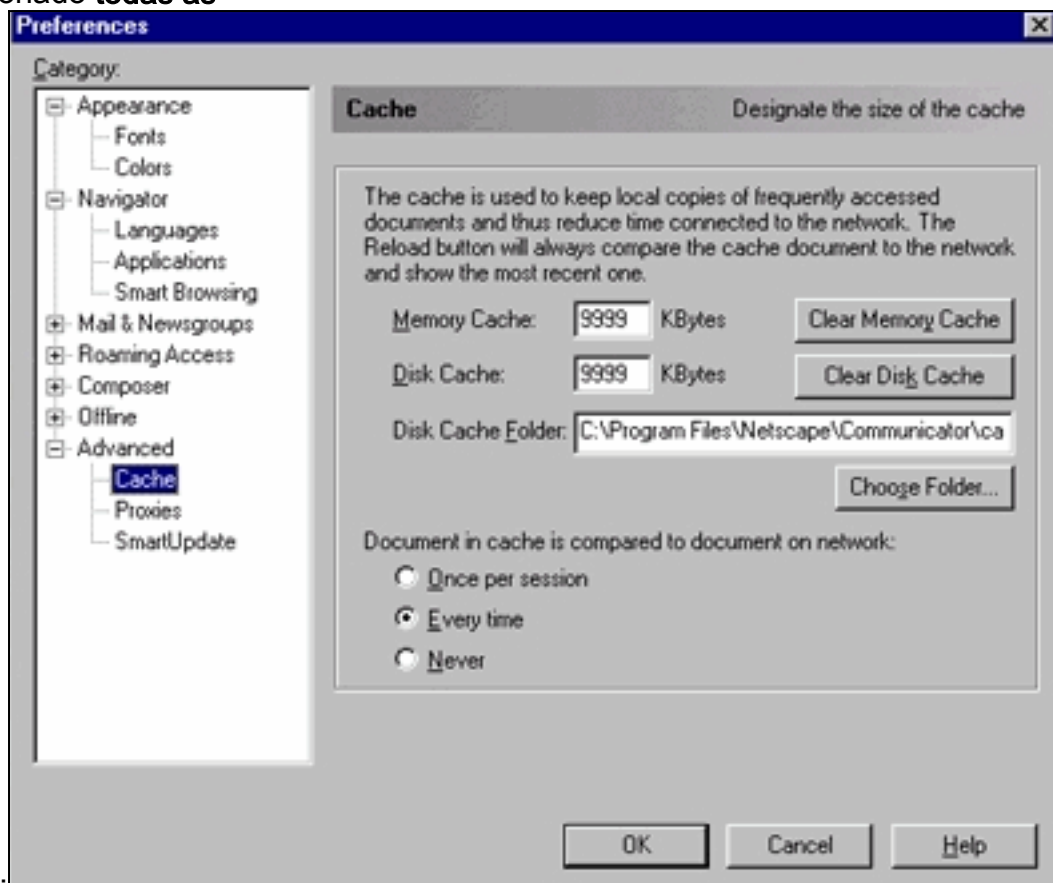 onado todas as
Preferences
Category:
Appearance
Fonts
Colors
Navigator
Languages
Applications
Smart Browsing
Mail & Newsgroups
Roaming Access
Composer
Offline
Advanced
Cache
Proxies
SmartUpdate
Cache Designate the size of the cache
The cache is used to keep local copies of frequently accessed
documents and thus reduce time connected to the network. The
Reload button will always compare the cache document to the network
and show the most recent one.
Memory Cache: 9999 KBytes Clear Memory Cache
Disk Cache: 9999 KBytes Clear Disk Cache
Disk Cache Folder: C:\Program Files\Netscape\Communicator\ca
Choose Folder...
Document in cache is compared to document on network:
Once per session
Every time
Never
OK Cancel Help